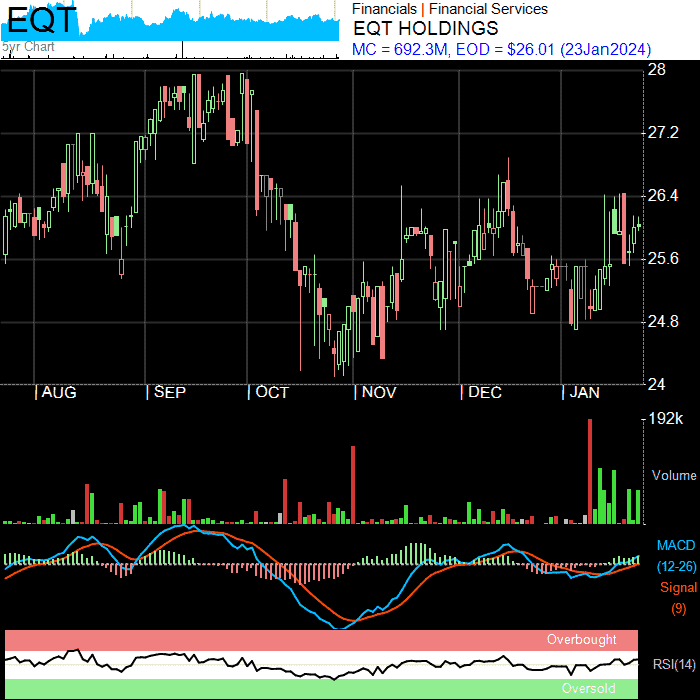 EQT
5yr Chart
Financials | Financial Services
EQT HOLDINGS
MC = 692.3M, EOD = $26.01 (23Jan2024)
28
27.2
26.4
25.6
24.8
24
| AUG | SEP | OCT | NOV | DEC | JAN
192k
Volume
MACD
(12-26)
Signal
(9)
Overbought
RSI(14)
Oversold